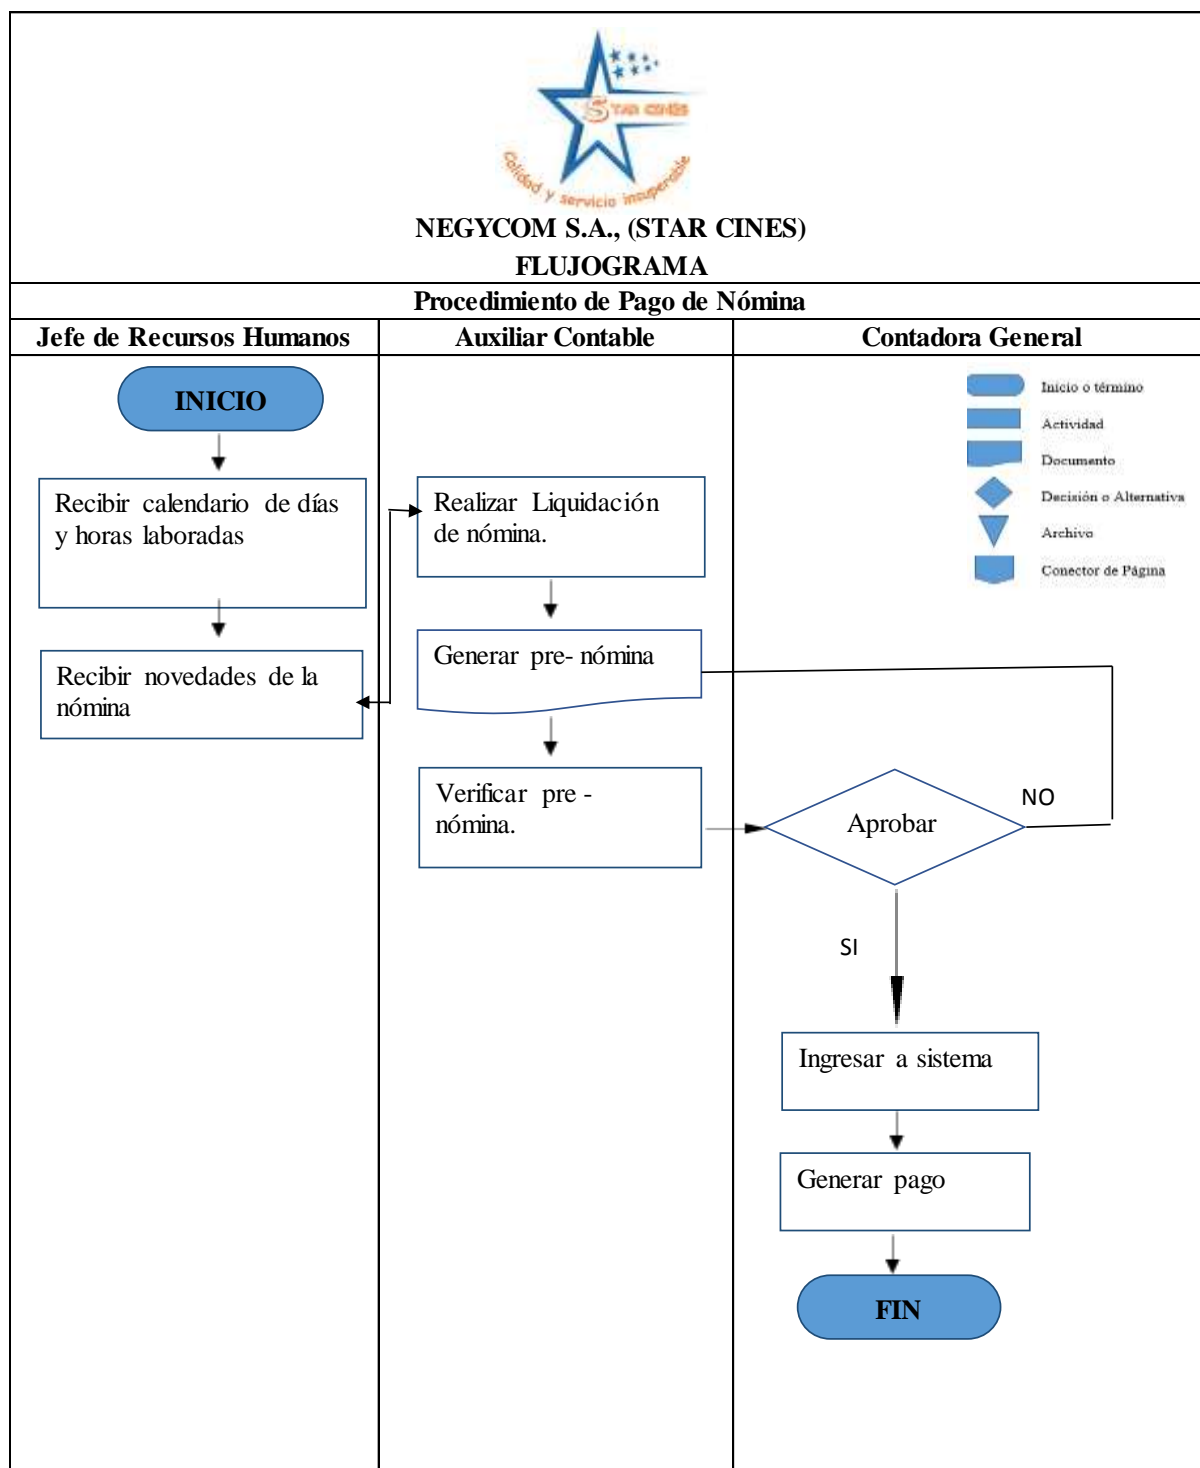 STAR CINES
Calidad y servicio insuperable
NEGYCOM S.A., (STAR CINES)
FLUJOGRAMA
Procedimiento de Pago de Nómina
Jefe de Recursos Humanos
Auxiliar Contable
Contadora General
INICIO
Recibir calendario de días
y horas laboradas
Recibir novedades de la
nómina
Realizar Liquidación
de nómina.
Generar pre- nómina
Verificar pre -
nómina.
Inicio o término
Actividad
Documento
Decisión o Alternativa
Archivo
Conector de Página
Aprobar
NO
SI
Ingresar a sistema
Generar pago
FIN